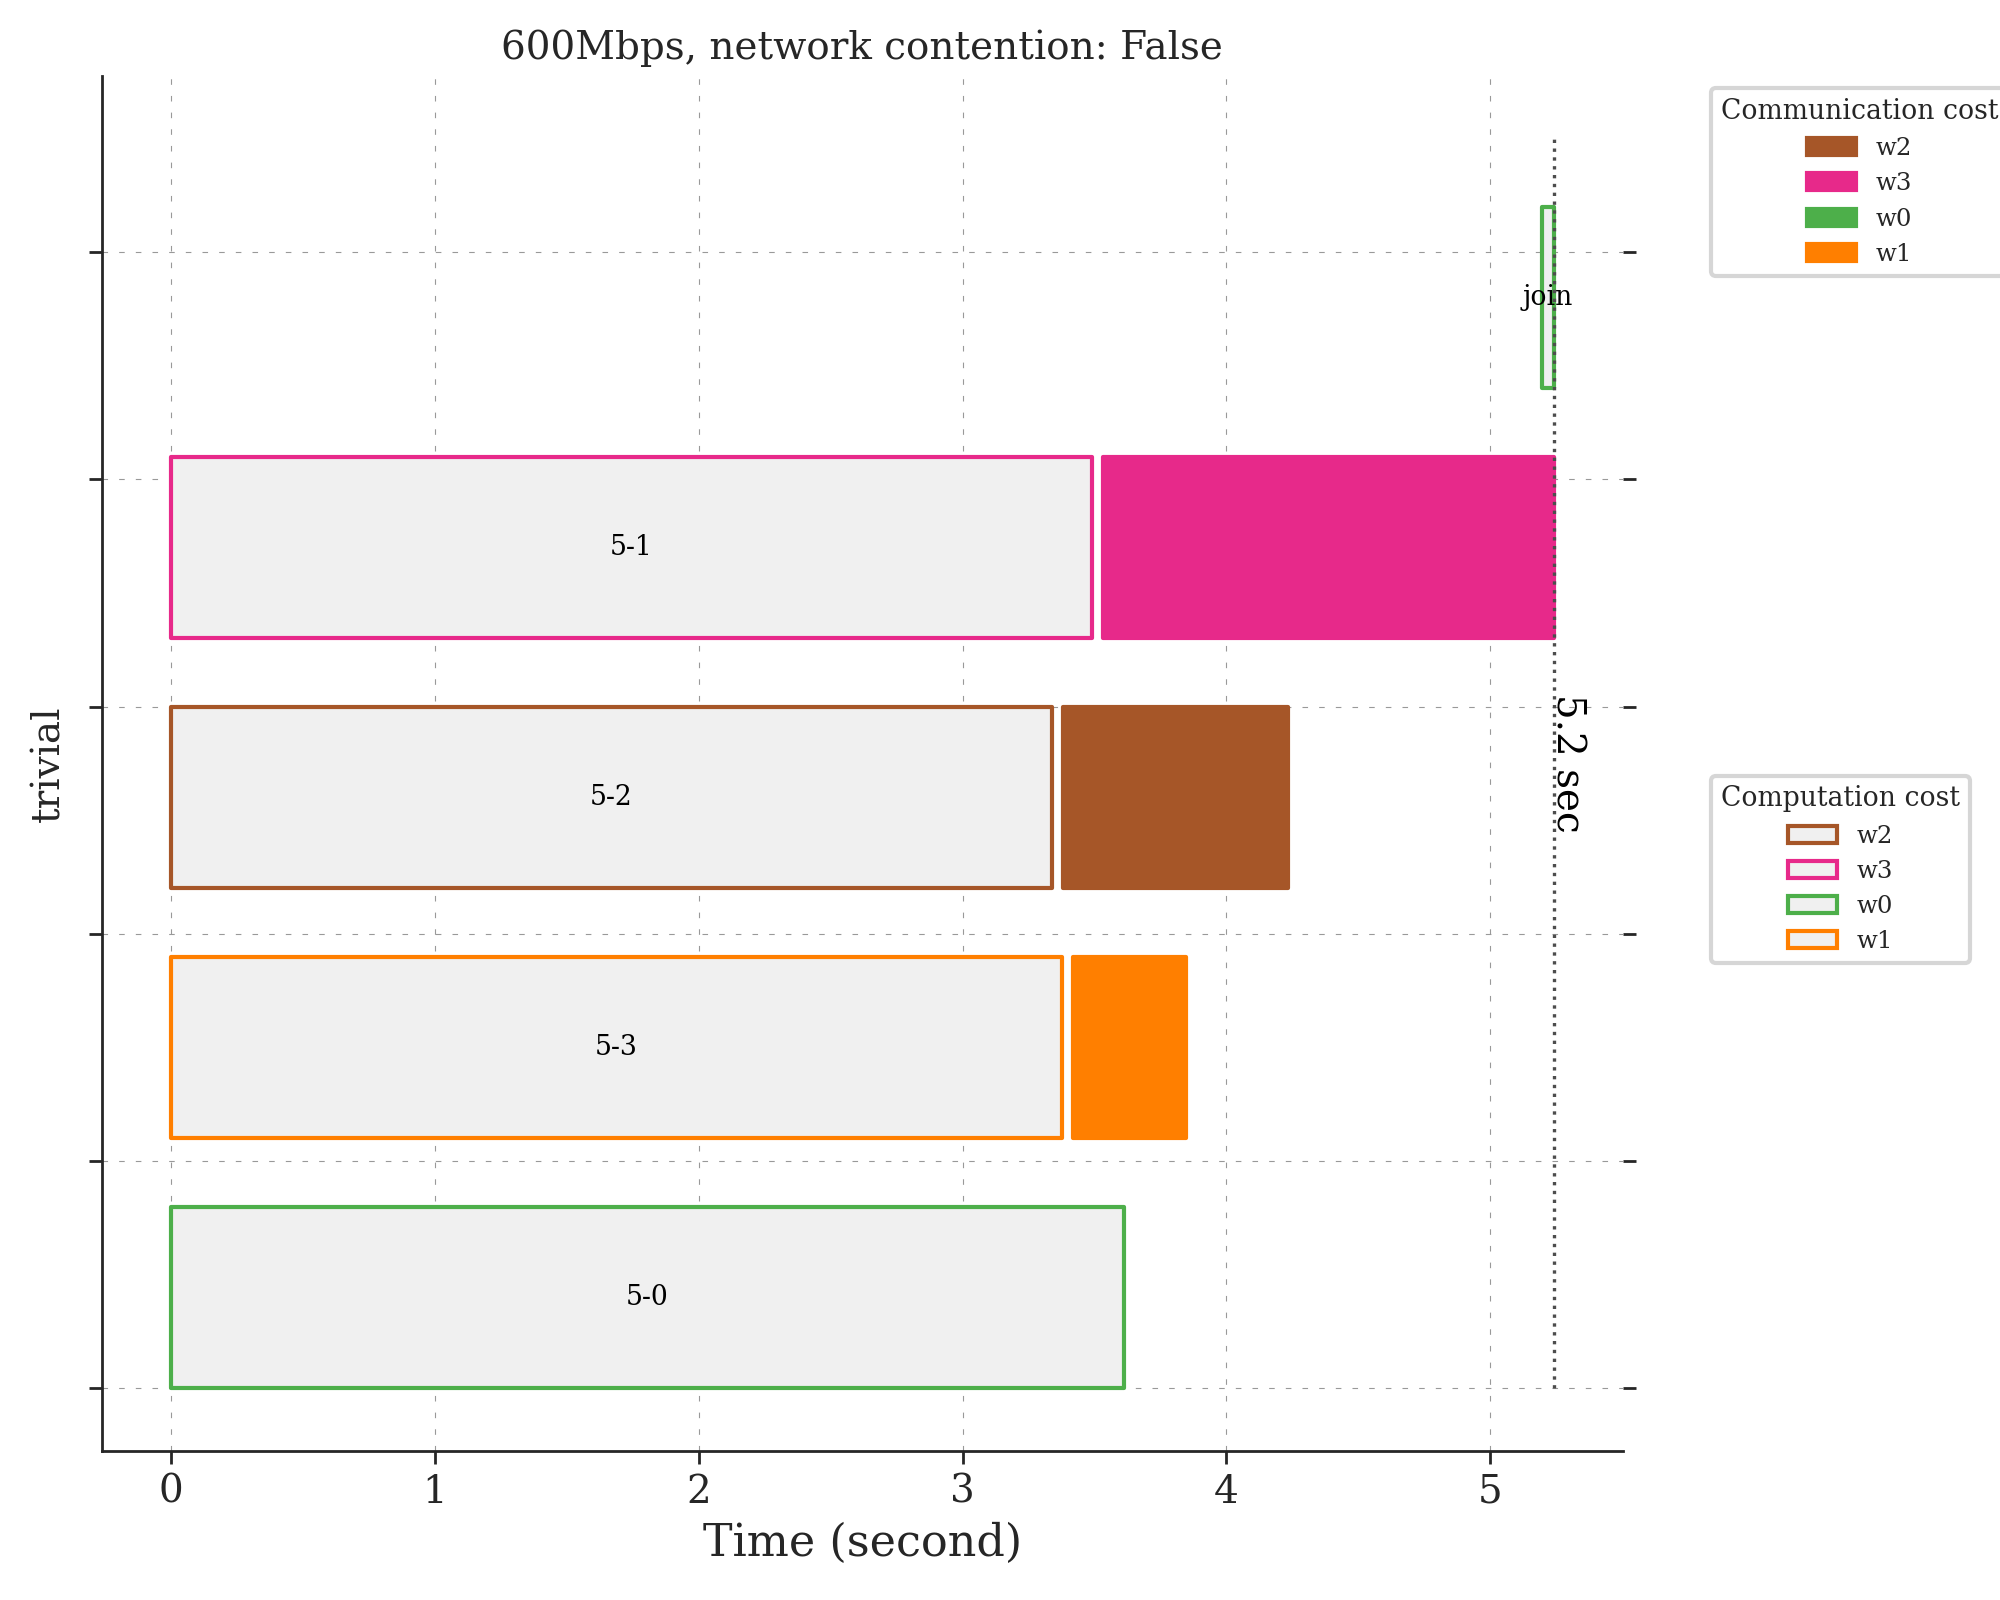 600Mbps, network contention: False
Communication cost
w2
w3
w0
w1
join
5-1
5-2
5-3
5-0
5.2 sec
trivial
Computation cost
w2
w3
w0
w1
0 1 2 3 4 5
Time (second)